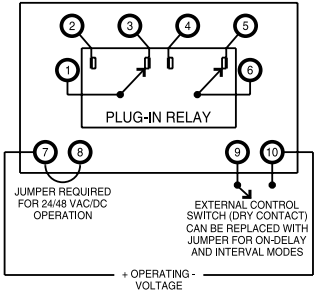 2 3 4 5
1 6
PLUG-IN RELAY
7 8 9 10
JUMPER REQUIRED
FOR 24/48 VAC/DC
OPERATION
EXTERNAL CONTROL
SWITCH (DRY CONTACT)
CAN BE REPLACED WITH
JUMPER FOR ON-DELAY
AND INTERVAL MODES
+ OPERATING -
VOLTAGE